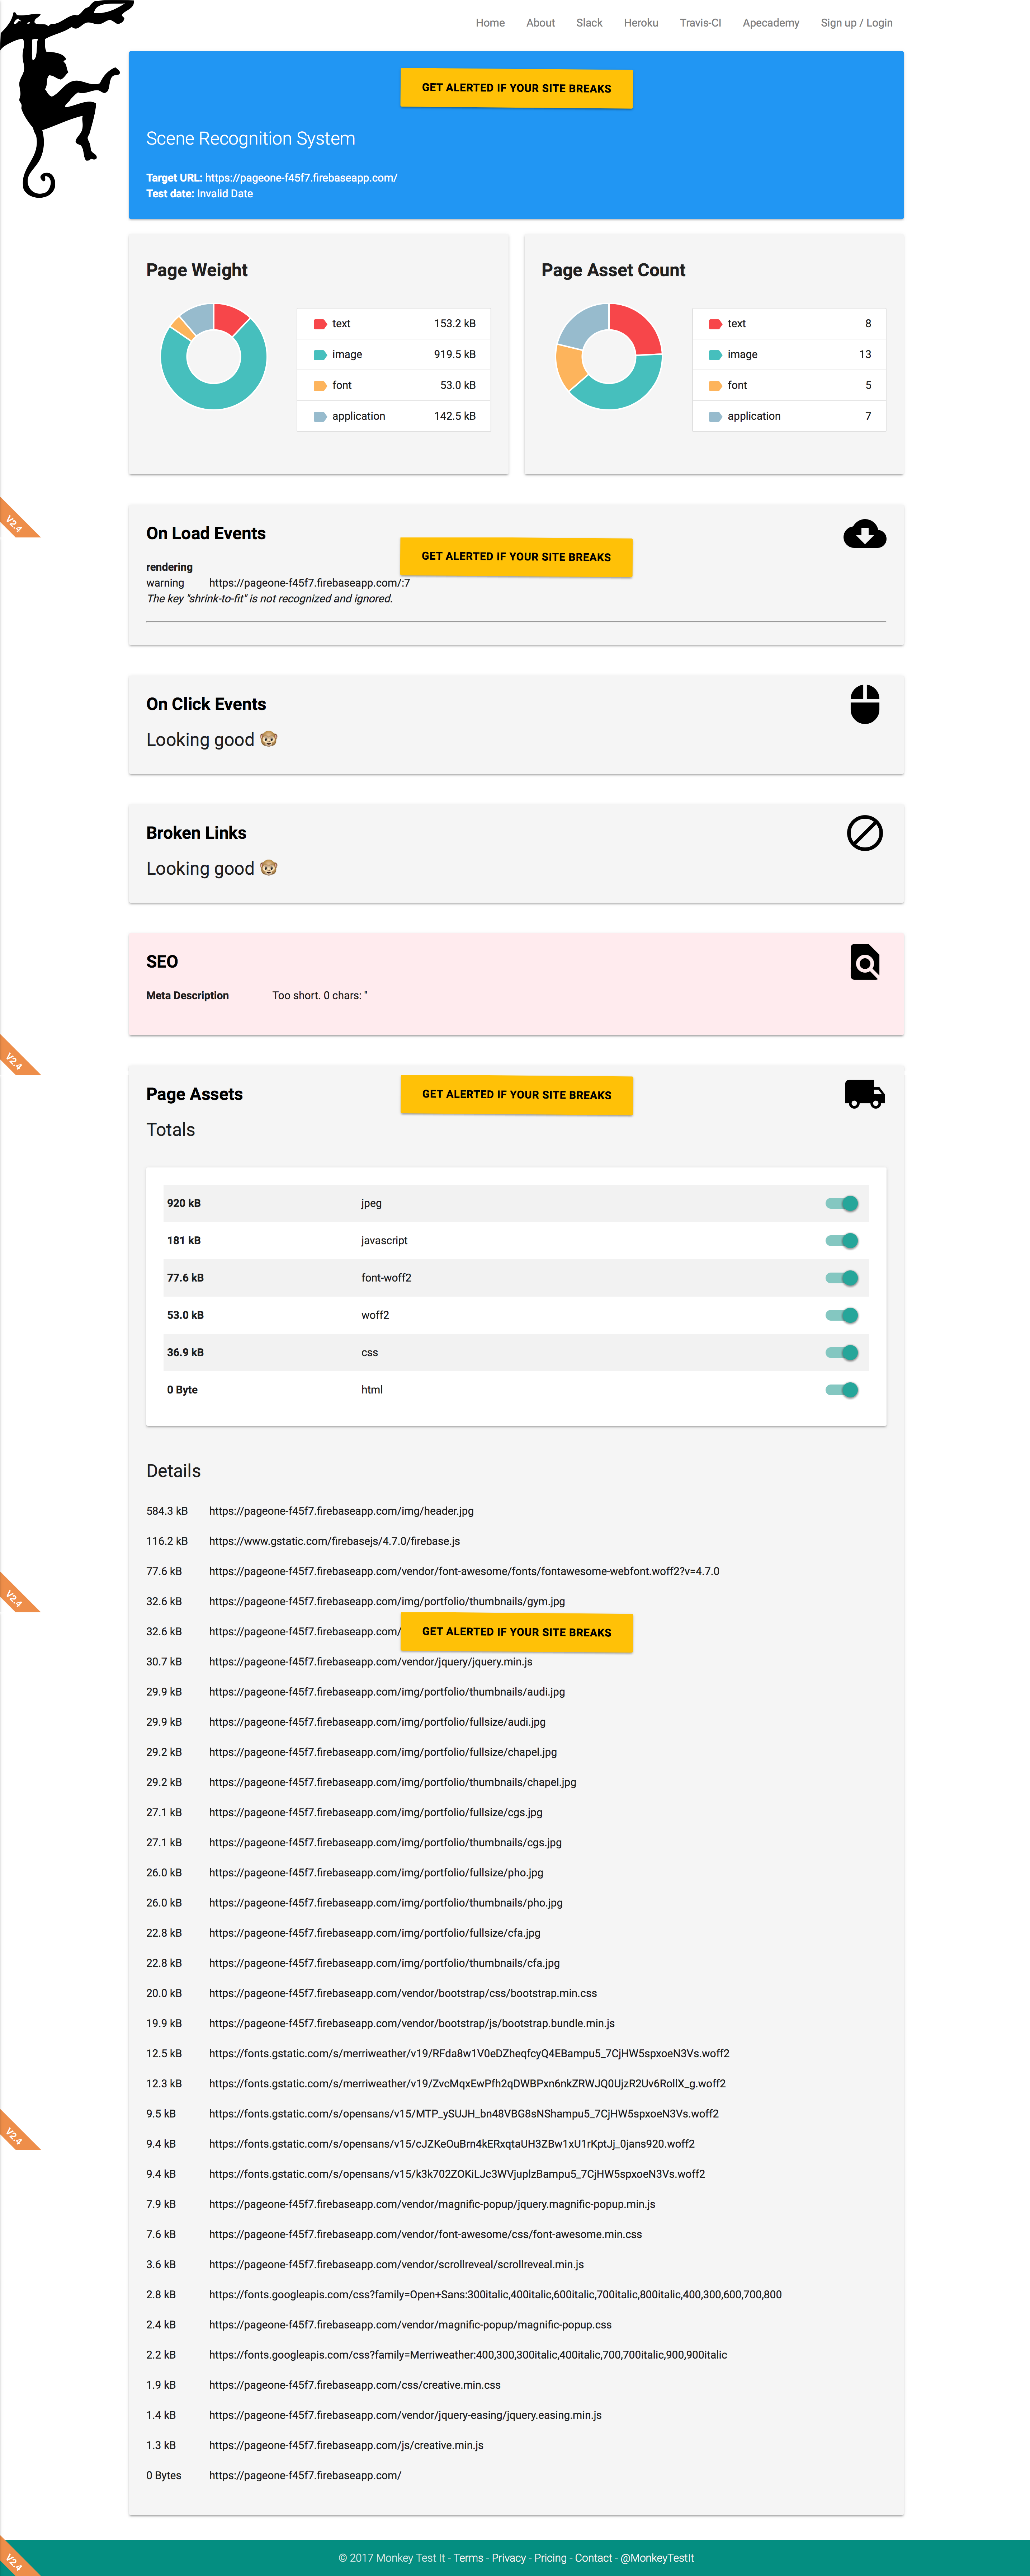 Home About Slack Heroku Travis-CI Apecademy Sign up / Login
GET ALERTED IF YOUR SITE BREAKS
Scene Recognition System
Target URL: https://pageone-f45f7.firebaseapp.com/
Test date: Invalid Date
Page Weight
text 153.2 kB
image 919.5 kB
font 53.0 kB
application 142.5 kB
Page Asset Count
text 8
image 13
font 5
application 7
V2.4
On Load Events
GET ALERTED IF YOUR SITE BREAKS
rendering
warning https://pageone-f45f7.firebaseapp.com/:7
The key "shrink-to-fit" is not recognized and ignored.
On Click Events
Looking good
Broken Links
Looking good
SEO
Meta Description Too short. 0 chars: "
V2.4
Page Assets
GET ALERTED IF YOUR SITE BREAKS
Totals
920 kB jpeg
181 kB javascript
77.6 kB font-woff2
53.0 kB woff2
36.9 kB css
0 Byte html
Details
584.3 kB https://pageone-f45f7.firebaseapp.com/img/header.jpg
116.2 kB https://www.gstatic.com/firebasejs/4.7.0/firebase.js
77.6 kB https://pageone-f45f7.firebaseapp.com/vendor/font-awesome/fonts/fontawesome-webfont.woff2?v=4.7.0
V2.4
32.6 kB https://pageone-f45f7.firebaseapp.com/img/portfolio/thumbnails/gym.jpg
32.6 kB https://pageone-f45f7.firebaseapp.com/
GET ALERTED IF YOUR SITE BREAKS
30.7 kB https://pageone-f45f7.firebaseapp.com/vendor/jquery/jquery.min.js
29.9 kB https://pageone-f45f7.firebaseapp.com/img/portfolio/thumbnails/audi.jpg
29.9 kB https://pageone-f45f7.firebaseapp.com/img/portfolio/fullsize/audi.jpg
29.2 kB https://pageone-f45f7.firebaseapp.com/img/portfolio/fullsize/chapel.jpg
29.2 kB https://pageone-f45f7.firebaseapp.com/img/portfolio/thumbnails/chapel.jpg
27.1 kB https://pageone-f45f7.firebaseapp.com/img/portfolio/fullsize/cgs.jpg
27.1 kB https://pageone-f45f7.firebaseapp.com/img/portfolio/thumbnails/cgs.jpg
26.0 kB https://pageone-f45f7.firebaseapp.com/img/portfolio/fullsize/pho.jpg
26.0 kB https://pageone-f45f7.firebaseapp.com/img/portfolio/thumbnails/pho.jpg
22.8 kB https://pageone-f45f7.firebaseapp.com/img/portfolio/fullsize/cfa.jpg
22.8 kB https://pageone-f45f7.firebaseapp.com/img/portfolio/thumbnails/cfa.jpg
20.0 kB https://pageone-f45f7.firebaseapp.com/vendor/bootstrap/css/bootstrap.min.css
19.9 kB https://pageone-f45f7.firebaseapp.com/vendor/bootstrap/js/bootstrap.bundle.min.js
12.5 kB https://fonts.gstatic.com/s/merriweather/v19/RFda8w1V0eDZheqfcyQ4EBampu5_7CjHW5spxoeN3Vs.woff2
12.3 kB https://fonts.gstatic.com/s/merriweather/v19/ZvcMqxEwPfh2qDWBPxn6nkZRWJQ0UjzR2Uv6RollX_g.woff2
9.5 kB https://fonts.gstatic.com/s/opensans/v15/MTP_ySUJH_bn48VBG8sNShampu5_7CjHW5spxoeN3Vs.woff2
V2.4
9.4 kB https://fonts.gstatic.com/s/opensans/v15/cJZKeOuBrn4kERxqtaUH3ZBw1xU1rKptJj_0jans920.woff2
9.4 kB https://fonts.gstatic.com/s/opensans/v15/k3k702ZOKiLJc3WVjuplzBampu5_7CjHW5spxoeN3Vs.woff2
7.9 kB https://pageone-f45f7.firebaseapp.com/vendor/magnific-popup/jquery.magnific-popup.min.js
7.6 kB https://pageone-f45f7.firebaseapp.com/vendor/font-awesome/css/font-awesome.min.css
3.6 kB https://pageone-f45f7.firebaseapp.com/vendor/scrollreveal/scrollreveal.min.js
2.8 kB https://fonts.googleapis.com/css?family=Open+Sans:300italic,400italic,600italic,700italic,800italic,400,300,600,700,800
2.4 kB https://pageone-f45f7.firebaseapp.com/vendor/magnific-popup/magnific-popup.css
2.2 kB https://fonts.googleapis.com/css?family=Merriweather:400,300,300italic,400italic,700,700italic,900,900italic
1.9 kB https://pageone-f45f7.firebaseapp.com/css/creative.min.css
1.4 kB https://pageone-f45f7.firebaseapp.com/vendor/jquery-easing/jquery.easing.min.js
1.3 kB https://pageone-f45f7.firebaseapp.com/js/creative.min.js
0 Bytes https://pageone-f45f7.firebaseapp.com/
V2.4
© 2017 Monkey Test It - Terms - Privacy - Pricing - Contact - @MonkeyTestIt